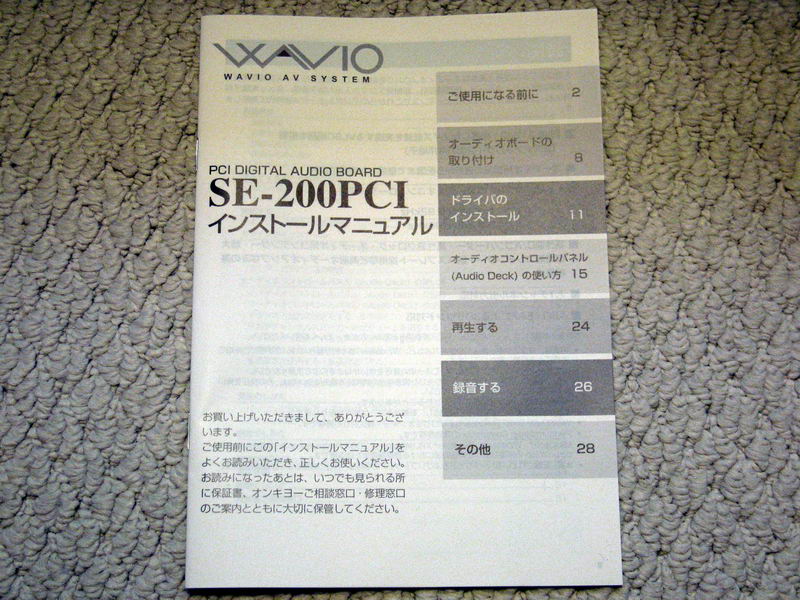 WAVIO
WAVIO AV SYSTEM
PCI DIGITAL AUDIO BOARD
SE-200PCI
インストールマニュアル
ご使用になる前に 2
オーディオボードの
取り付け 8
ドライバの
インストール 11
オーディオコントロールパネル
(Audio Deck) の使い方 15
再生する 24
録音する 26
その他 28
お買い上げいただきまして、ありがとうござ
います。
ご使用前にこの「インストールマニュアル」を
よくお読みいただき、正しくお使いください。
お読みになったあとは、いつでも見られる所
に保証書、オンキヨーご相談窓口・修理窓口
のご案内とともに大切に保管してください。